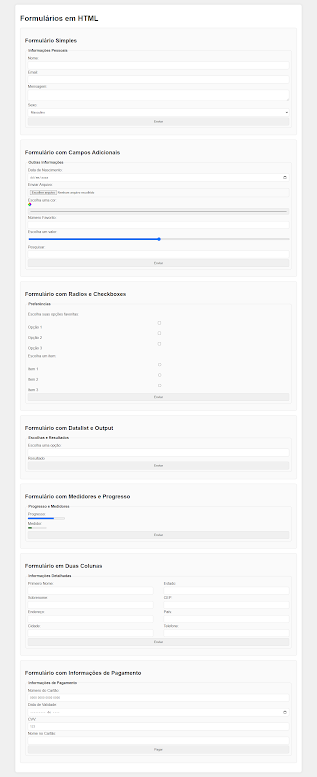 Formulários em HTML
Formulário Simples
Informações Pessoais
Nome:
Email:
Mensagem:
Sexo:
Masculino
Enviar
Formulário com Campos Adicionais
Outras Informações
Data de Nascimento:
Enviar Arquivo:
Escolher arquivo Nenhum arquivo escolhido
Escolha uma cor:
Número Favorito:
Escolha um valor:
Pesquisar:
Enviar
Formulário com Radios e Checkboxes
Preferências
Escolha suas opções favoritas:
Opção 1
Opção 2
Opção 3
Escolha um item:
Item 1
Item 2
Item 3
Enviar
Formulário com Datalist e Output
Escolhas e Resultados
Escolha uma opção:
Resultado:
Enviar
Formulário com Medidores e Progresso
Progresso e Medidores
Progresso:
Medidor:
Enviar
Formulário em Duas Colunas
Informações Detalhadas
Primeiro Nome:
Estado:
Sobrenome:
CEP:
Endereço:
País:
Cidade:
Telefone:
Enviar
Formulário com Informações de Pagamento
Informações de Pagamento
Número do Cartão:
Data de Validade:
CVV:
123
Nome no Cartão:
Pagar